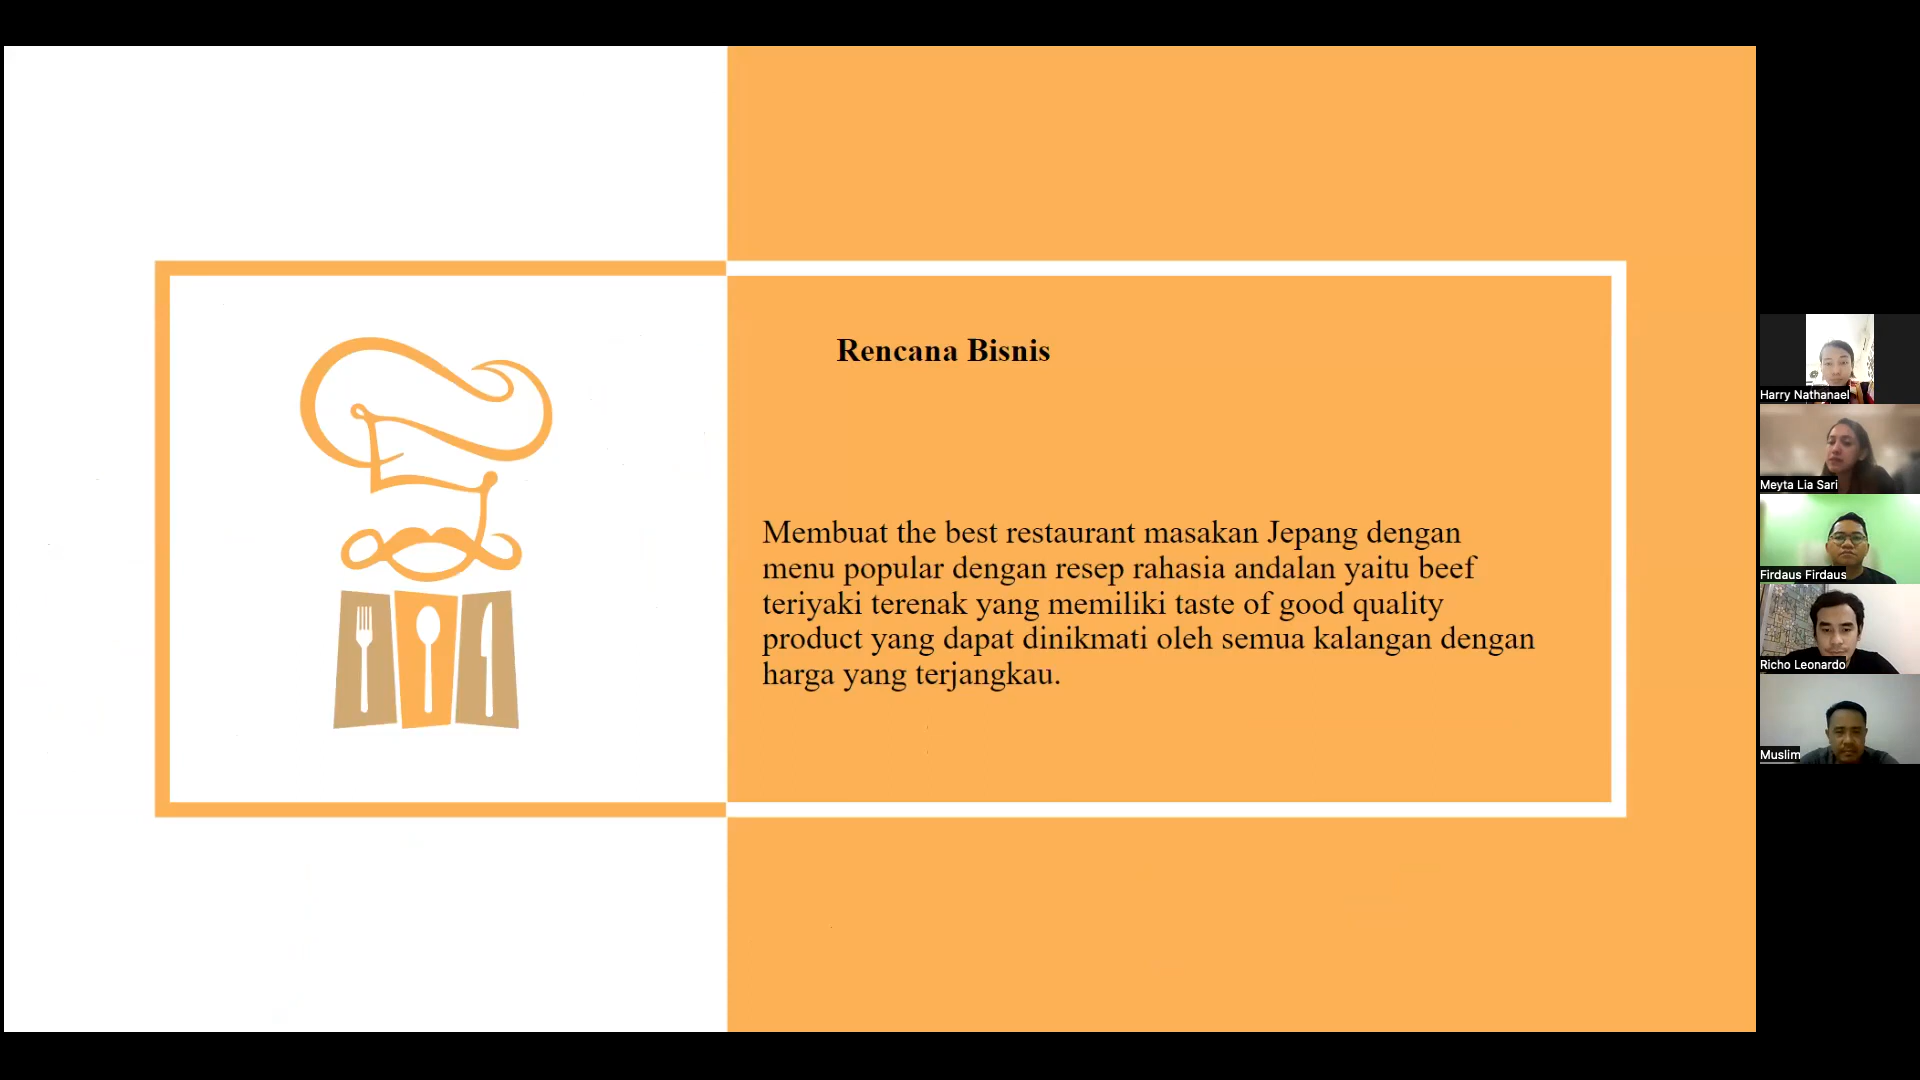 Rencana Bisnis
Membuat the best restaurant masakan Jepang dengan
menu popular dengan resep rahasia andalan yaitu beef
teriyaki terenak yang memiliki taste of good quality
product yang dapat dinikmati oleh semua kalangan dengan
harga yang terjangkau.
Harry Nathanael
Meyta Lia Sari
Firdaus Firdaus
Richo Leonardo
Muslim